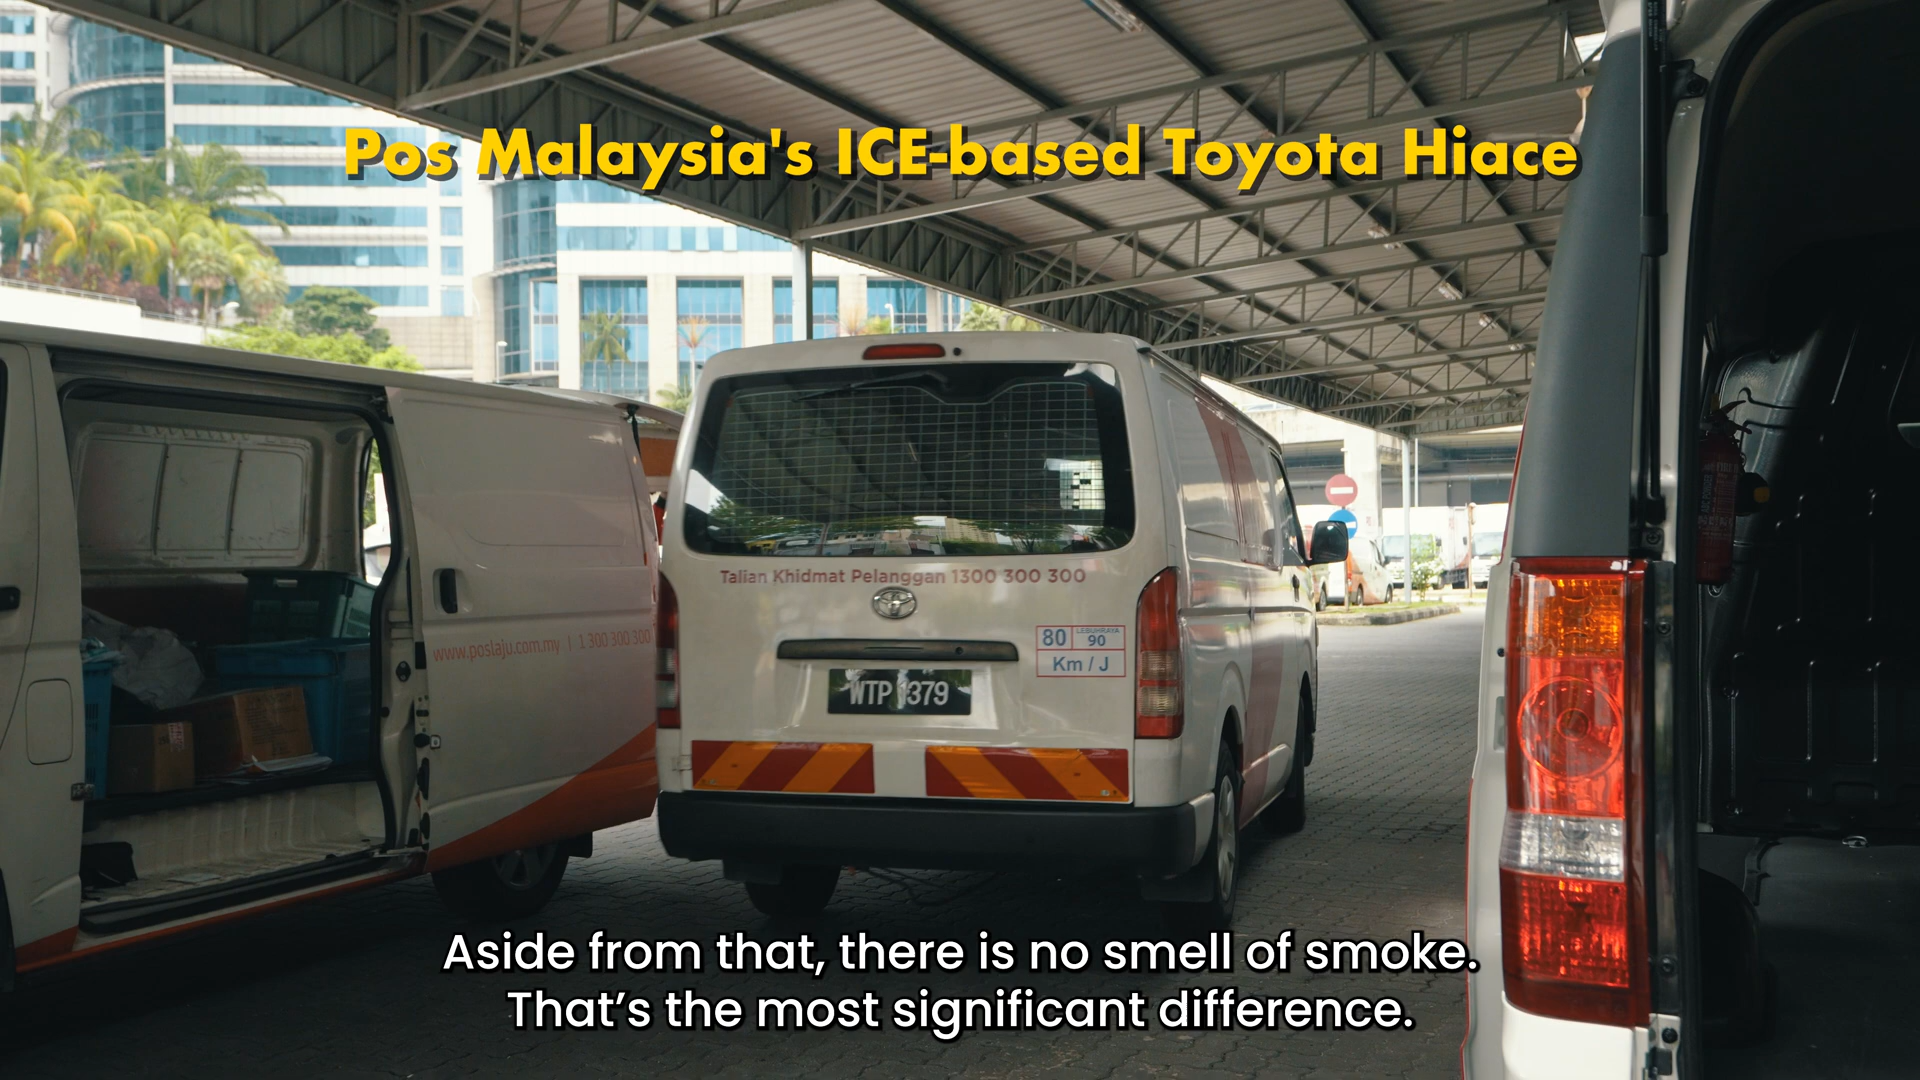 Pos Malaysia's ICE-based Toyota Hiace
Talian Khidmat Pelanggan 1300 300 300
www.poslaju.com.my | 1 300 300 300
80
LEBUHRAYA
90
Km / J
WTP 1379
Aside from that, there is no smell of smoke.
That’s the most significant difference.